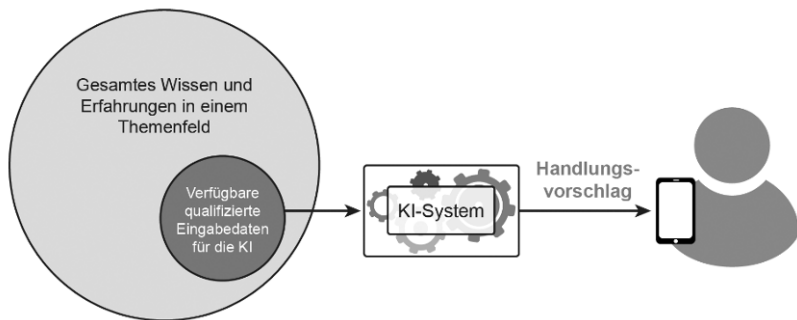 Gesamtes Wissen und
Erfahrungen in einem
Themenfeld
Verfügbare
qualifizierte
Eingabedaten
für die KI
KI-System
Handlungs-
vorschlag